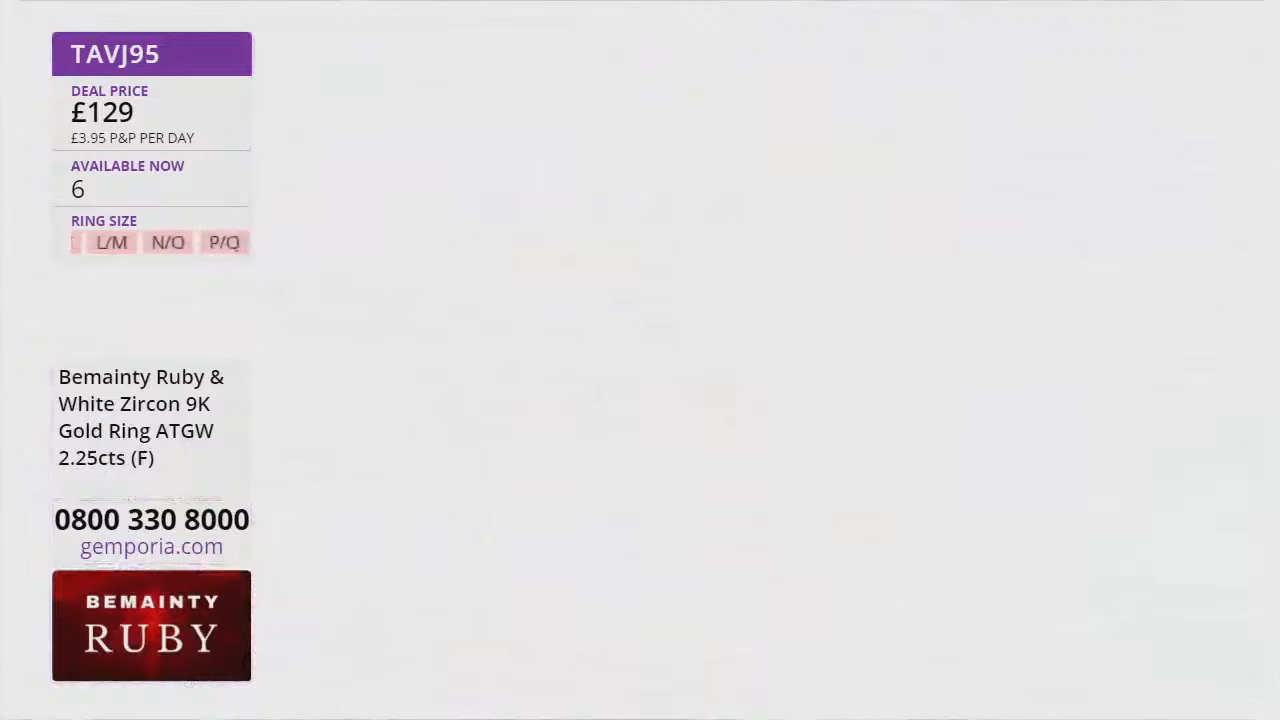 TAVJ95
DEAL PRICE
£129
£3.95 P&P PER DAY
AVAILABLE NOW
6
RING SIZE
L/M N/O P/Q
Bemainty Ruby &
White Zircon 9K
Gold Ring ATGW
2.25cts (F)
0800 330 8000
gemporia.com
BEMAINTY
RUBY